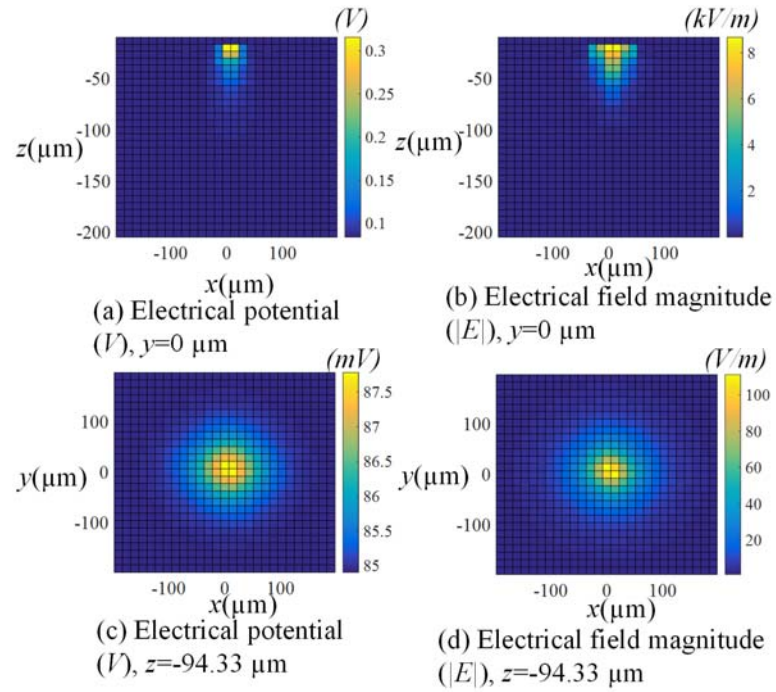 (V)
0.3
0.25
0.2
0.15
0.1
-50
-100
-150
-200
z(μm)
-100 0 100
x(μm)
(a) Electrical potential
(V), y=0 μm
(kV/m)
8
6
4
2
-50
-100
-150
-200
z(μm)
-100 0 100
x(μm)
(b) Electrical field magnitude
(|E|), y=0 μm
(mV)
87.5
87
86.5
86
85.5
85
100
0
-100
y(μm)
-100 0 100
x(μm)
(c) Electrical potential
(V), z=-94.33 μm
(V/m)
100
80
60
40
20
100
0
-100
y(μm)
-100 0 100
x(μm)
(d) Electrical field magnitude
(|E|), z=-94.33 μm